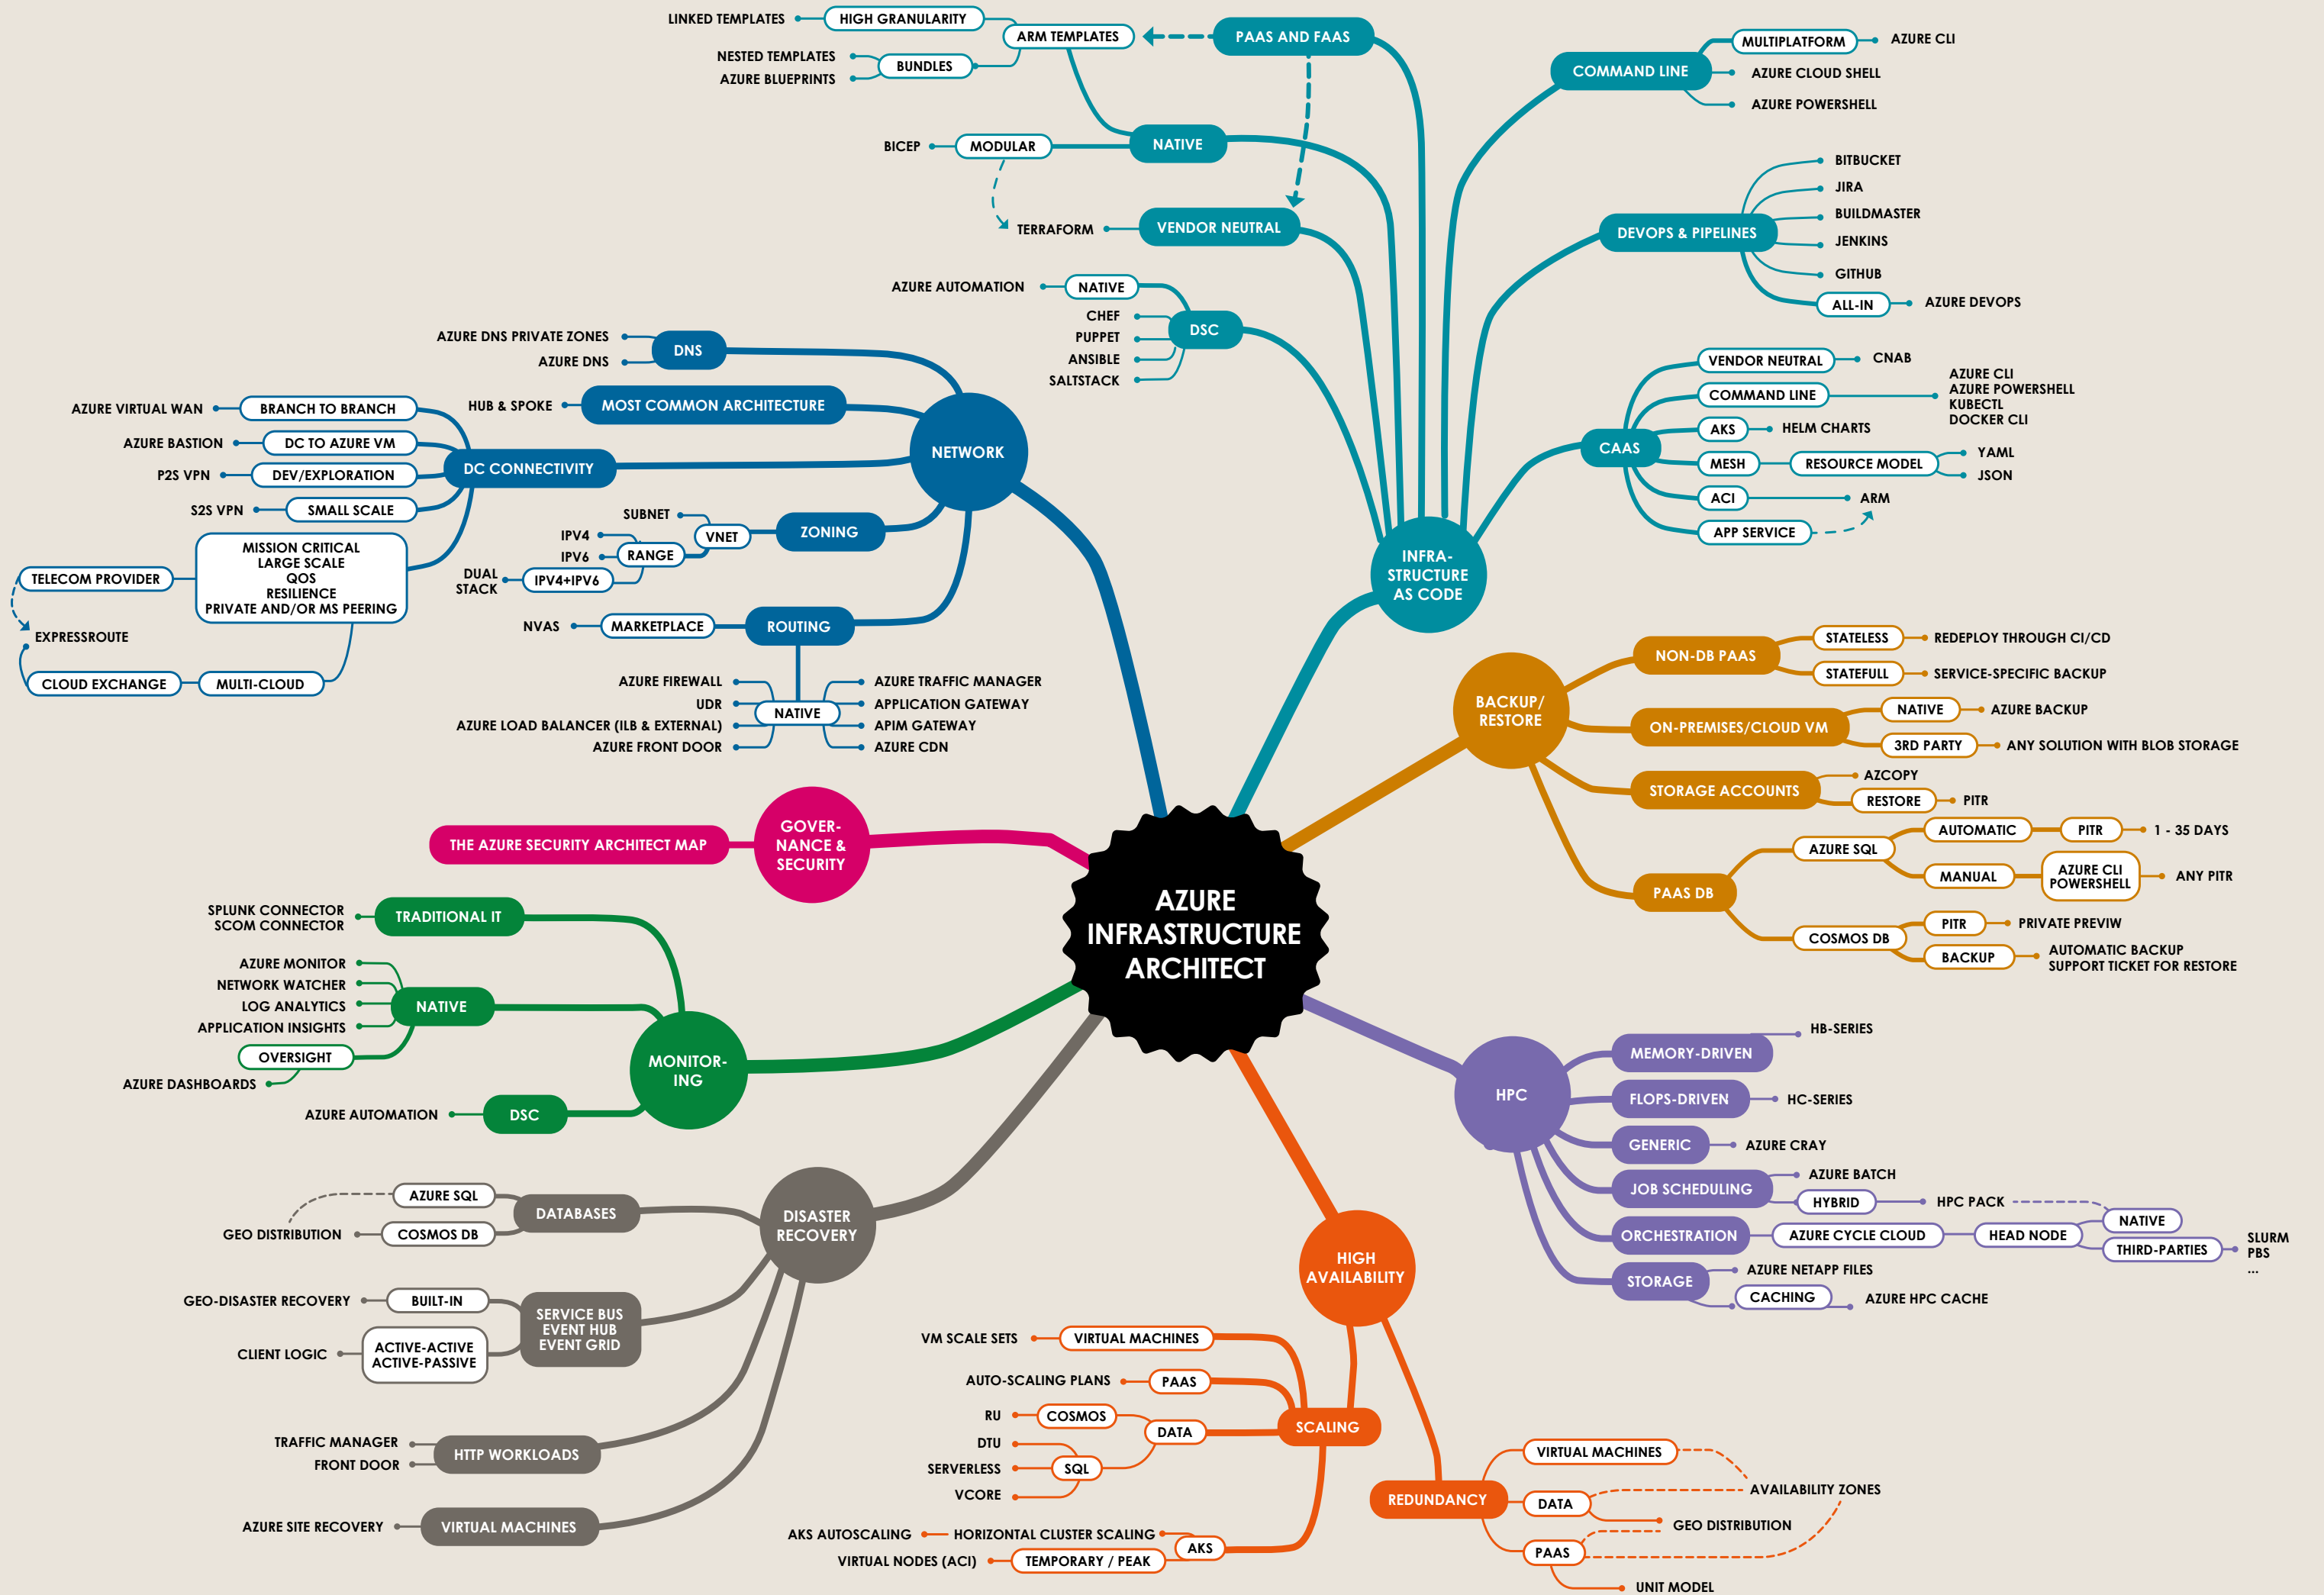 LINKED TEMPLATES
HIGH GRANULARITY
ARM TEMPLATES
PAAS AND FAAS
NESTED TEMPLATES
AZURE BLUEPRINTS
BUNDLES
BICEP
MODULAR
NATIVE
TERRAFORM
VENDOR NEUTRAL
AZURE AUTOMATION
NATIVE
CHEF
PUPPET
ANSIBLE
SALTSTACK
DSC
COMMAND LINE
MULTIPLATFORM
AZURE CLI
AZURE CLOUD SHELL
AZURE POWERSHELL
DEVOPS & PIPELINES
BITBUCKET
JIRA
BUILDMASTER
JENKINS
GITHUB
ALL-IN
AZURE DEVOPS
CAAS
VENDOR NEUTRAL
CNAB
COMMAND LINE
AZURE CLI
AZURE POWERSHELL
KUBECTL
DOCKER CLI
AKS
HELM CHARTS
MESH
RESOURCE MODEL
YAML
JSON
ACI
ARM
APP SERVICE
INFRA-
STRUCTURE
AS CODE
AZURE DNS PRIVATE ZONES
AZURE DNS
DNS
HUB & SPOKE
MOST COMMON ARCHITECTURE
NETWORK
AZURE VIRTUAL WAN
BRANCH TO BRANCH
AZURE BASTION
DC TO AZURE VM
P2S VPN
DEV/EXPLORATION
S2S VPN
SMALL SCALE
DC CONNECTIVITY
MISSION CRITICAL
LARGE SCALE
QOS
RESILIENCE
PRIVATE AND/OR MS PEERING
TELECOM PROVIDER
EXPRESSROUTE
CLOUD EXCHANGE
MULTI-CLOUD
SUBNET
VNET
ZONING
IPV4
IPV6
RANGE
DUAL
STACK
IPV4+IPV6
NVAS
MARKETPLACE
ROUTING
AZURE FIREWALL
UDR
AZURE LOAD BALANCER (ILB & EXTERNAL)
AZURE FRONT DOOR
NATIVE
AZURE TRAFFIC MANAGER
APPLICATION GATEWAY
APIM GATEWAY
AZURE CDN
BACKUP/
RESTORE
NON-DB PAAS
STATELESS
REDEPLOY THROUGH CI/CD
STATEFULL
SERVICE-SPECIFIC BACKUP
ON-PREMISES/CLOUD VM
NATIVE
AZURE BACKUP
3RD PARTY
ANY SOLUTION WITH BLOB STORAGE
STORAGE ACCOUNTS
AZCOPY
RESTORE
PITR
PAAS DB
AZURE SQL
AUTOMATIC
PITR
1 - 35 DAYS
MANUAL
AZURE CLI
POWERSHELL
ANY PITR
COSMOS DB
PITR
PRIVATE PREVIW
BACKUP
AUTOMATIC BACKUP
SUPPORT TICKET FOR RESTORE
THE AZURE SECURITY ARCHITECT MAP
GOVER-
NANCE &
SECURITY
AZURE
INFRASTRUCTURE
ARCHITECT
SPLUNK CONNECTOR
SCOM CONNECTOR
TRADITIONAL IT
AZURE MONITOR
NETWORK WATCHER
LOG ANALYTICS
APPLICATION INSIGHTS
NATIVE
OVERSIGHT
AZURE DASHBOARDS
AZURE AUTOMATION
DSC
MONITOR-
ING
HPC
MEMORY-DRIVEN
HB-SERIES
FLOPS-DRIVEN
HC-SERIES
GENERIC
AZURE CRAY
JOB SCHEDULING
AZURE BATCH
HYBRID
HPC PACK
ORCHESTRATION
AZURE CYCLE CLOUD
HEAD NODE
NATIVE
THIRD-PARTIES
SLURM
PBS
...
STORAGE
AZURE NETAPP FILES
CACHING
AZURE HPC CACHE
AZURE SQL
DATABASES
GEO DISTRIBUTION
COSMOS DB
DISASTER
RECOVERY
GEO-DISASTER RECOVERY
BUILT-IN
CLIENT LOGIC
ACTIVE-ACTIVE
ACTIVE-PASSIVE
SERVICE BUS
EVENT HUB
EVENT GRID
TRAFFIC MANAGER
FRONT DOOR
HTTP WORKLOADS
AZURE SITE RECOVERY
VIRTUAL MACHINES
HIGH
AVAILABILITY
VM SCALE SETS
VIRTUAL MACHINES
AUTO-SCALING PLANS
PAAS
RU
COSMOS
DATA
SCALING
DTU
SERVERLESS
VCORE
SQL
AKS AUTOSCALING
HORIZONTAL CLUSTER SCALING
VIRTUAL NODES (ACI)
TEMPORARY / PEAK
AKS
REDUNDANCY
VIRTUAL MACHINES
DATA
AVAILABILITY ZONES
GEO DISTRIBUTION
PAAS
UNIT MODEL